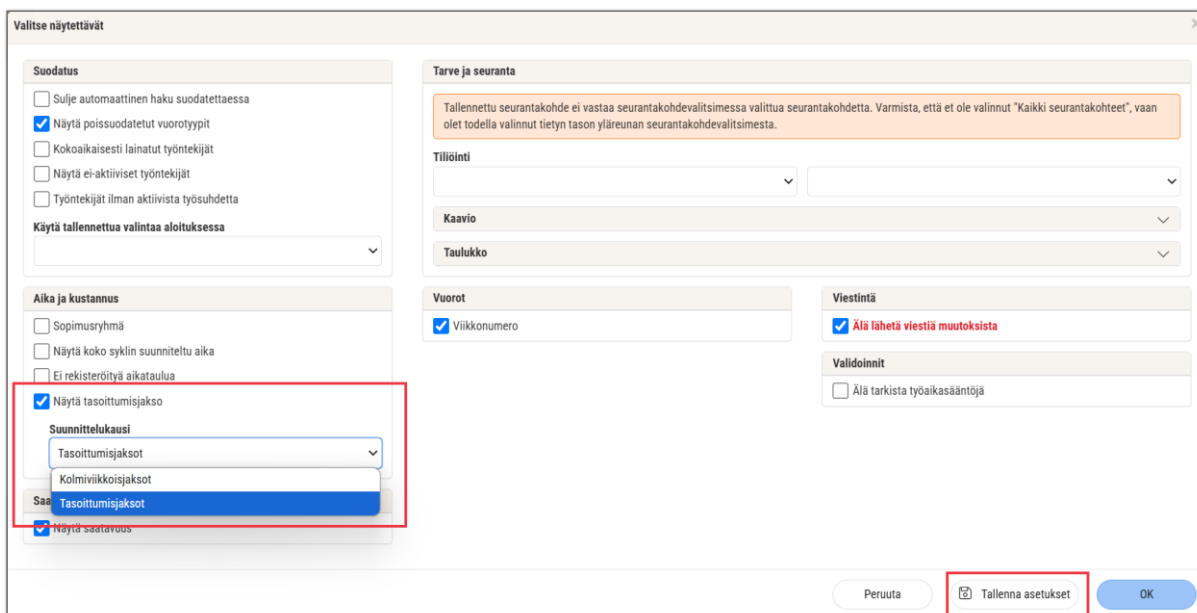 Valitse näytettävät
Suodatus
Sulje automaattinen haku suodatettaessa
Näytä poissuodatetut vuorotyypit
Kokoaikaisesti lainatut työntekijät
Näytä ei-aktiiviset työntekijät
Työntekijät ilman aktiivista työsuhdetta
Käytä tallennettua valintaa aloituksessa
Tarve ja seuranta
Tallennettu seurantakohde ei vastaa seurantakohdevalitsimessa valittua seurantakohdetta. Varmista, että et ole valinnut "Kaikki seurantakohteet", vaan
olet todella valinnut tietyn tason yläreunan seurantakohdevalitsimesta.
Tiliöinti
Kaavio
Taulukko
Aika ja kustannus
Sopimusryhmä
Näytä koko syklin suunniteltu aika
Ei rekisteröityä aikataulua
Näytä tasoittumisjakso
Suunnittelukausi
Tasoittumisjaksot
Kolmiviikkoisjaksot
Tasoittumisjaksot
Saa
Näytä saatavuus
Vuorot
Viikkonumero
Viestintä
Älä lähetä viestiä muutoksista
Validoinnit
Älä tarkista työaikasääntöjä
Peruuta
Tallenna asetukset
OK